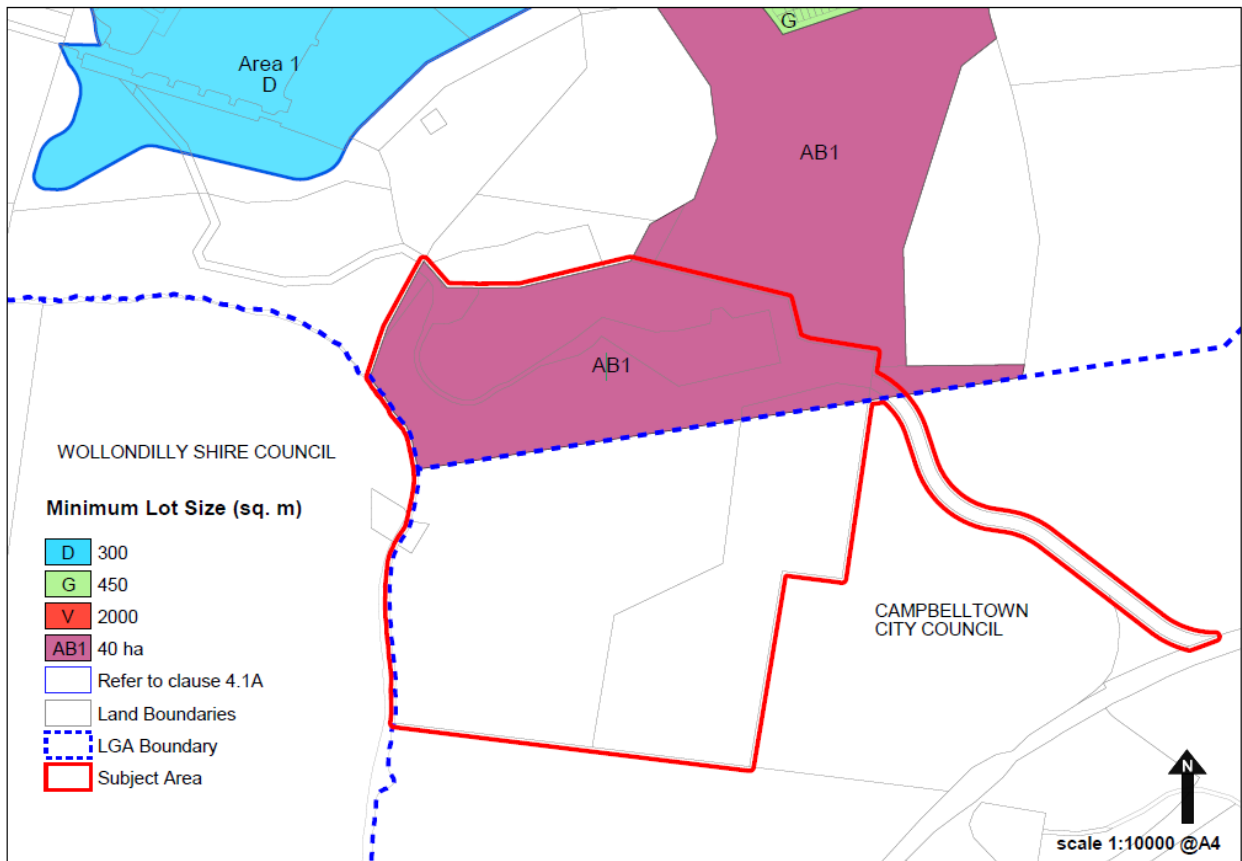 G
Area 1
D
AB1
AB1
WOLLONDILLY SHIRE COUNCIL
Minimum Lot Size (sq. m)
D 300
G 450
V 2000
AB1 40 ha
Refer to clause 4.1A
Land Boundaries
LGA Boundary
Subject Area
CAMPBELLTOWN
CITY COUNCIL
N
scale 1:10000 @A4